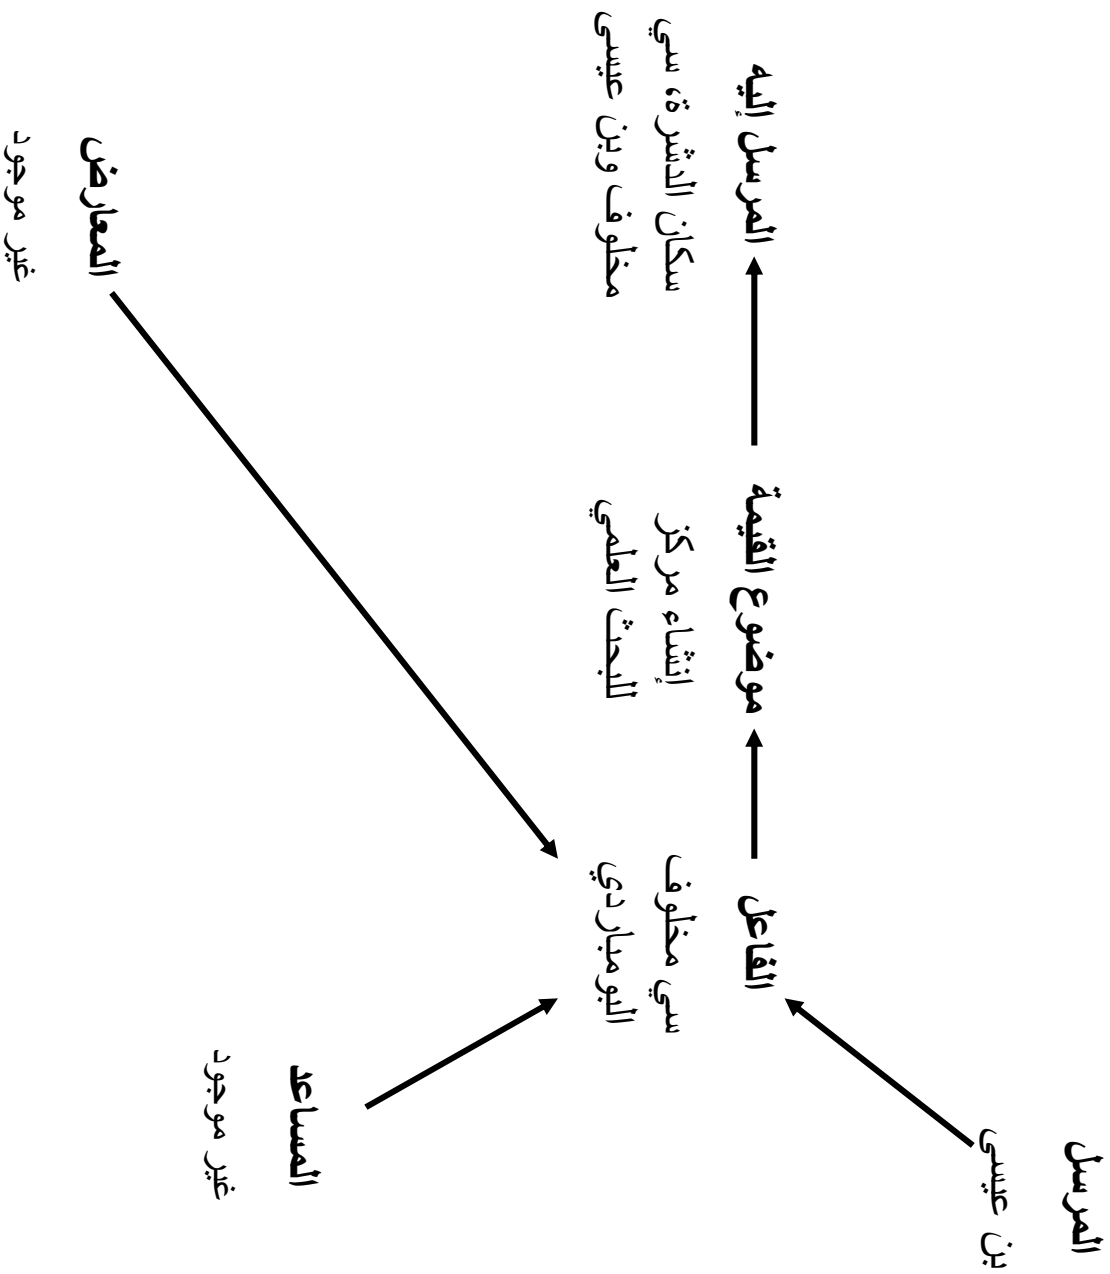 المرسل
بن عيسى
الفاعل
سي مخلوف
البومباردي
موضوع القيمة
إنشاء مركز
للبحث العلمي
المرسل إليه
سكان الدشرة، سي
مخلوف وبن عيسى
المساعد
غير موجود
المعارض
غير موجود